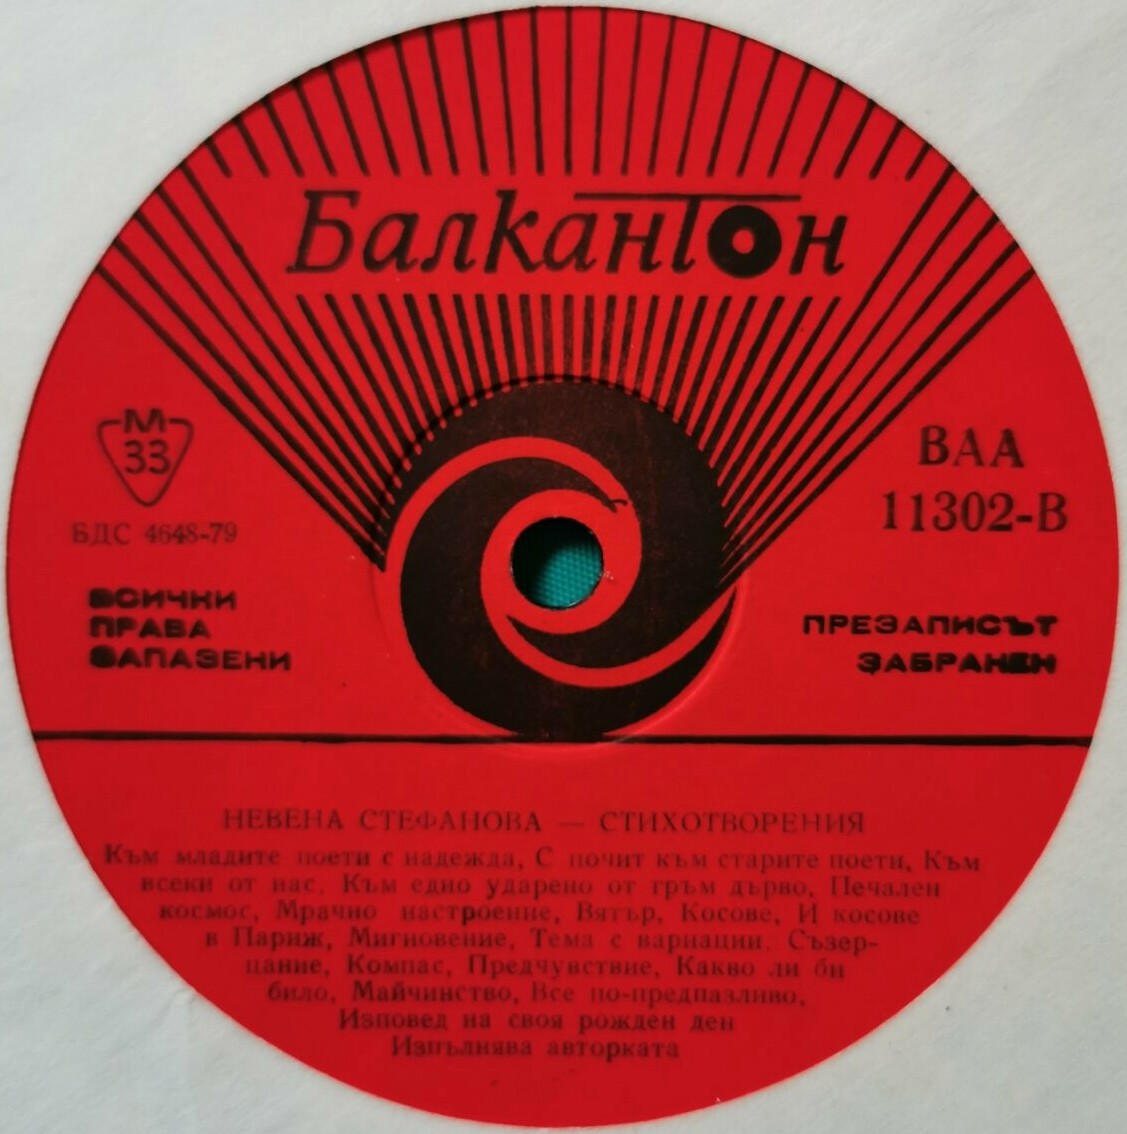 Балкантон
М
33
БДС 4648-79
ВСИЧКИ
ПРАВА
ЗАПАЗЕНИ
ВАА
11302-В
ПРЕЗАПИСЪТ
ЗАБРАНЕН
НЕВЕНА СТЕФАНОВА — СТИХОТВОРЕНИЯ
Към младите поети с надежда, С почит към старите поети, Към
всеки от нас, Към едно ударено от гръм дърво, Печален
космос, Мрачно настроение, Вятър, Косове, И косове
в Париж, Мигновение, Тема с вариации, Съзер-
цание, Компас, Предчувствие, Какво ли би
било, Майчинство, Все по-предпазливо,
Изповед на своя рожден ден
Изпълнява авторката